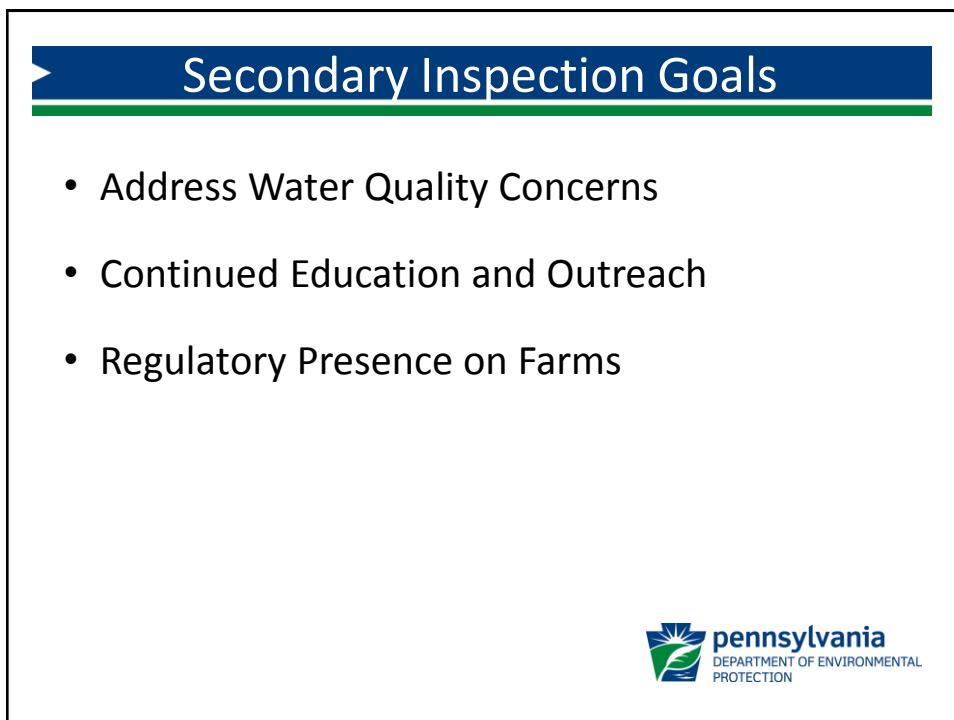 Secondary Inspection Goals
• Address Water Quality Concerns
• Continued Education and Outreach
• Regulatory Presence on Farms
pennsylvania
DEPARTMENT OF ENVIRONMENTAL
PROTECTION